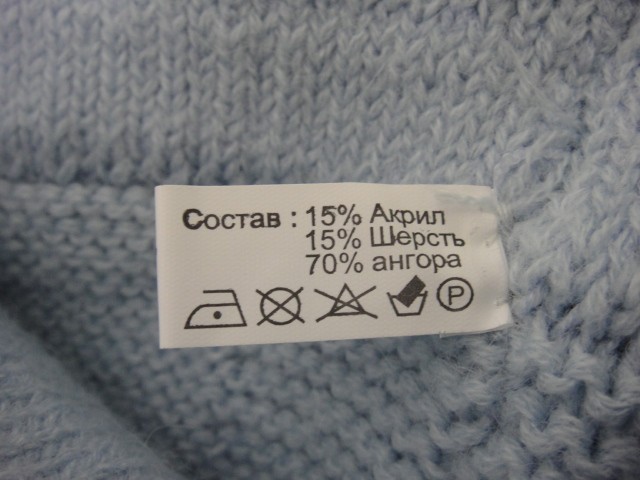 Состав : 15% Акрил
15% Шерсть
70% ангора
P